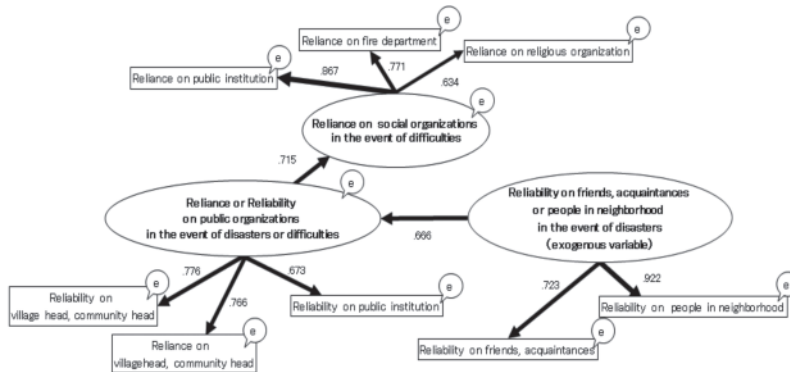 e
Reliance on fire department
e
Reliance on religious organization
e
Reliance on public institution
.867
.771
.634
e
Reliance on social organizations
in the event of difficulties
.715
e
Reliance or Reliability
on public organizations
in the event of disasters or difficulties
Reliability on friends, acquaintances
or people in neighborhood
in the event of disasters
(exogenous variable)
.666
.776
.766
.673
.723
.922
e
Reliability on
village head, community head
e
Reliability on public institution
e
Reliability on people in neighborhood
e
Reliance on
villagehead, community head
e
Reliability on friends, acquaintances